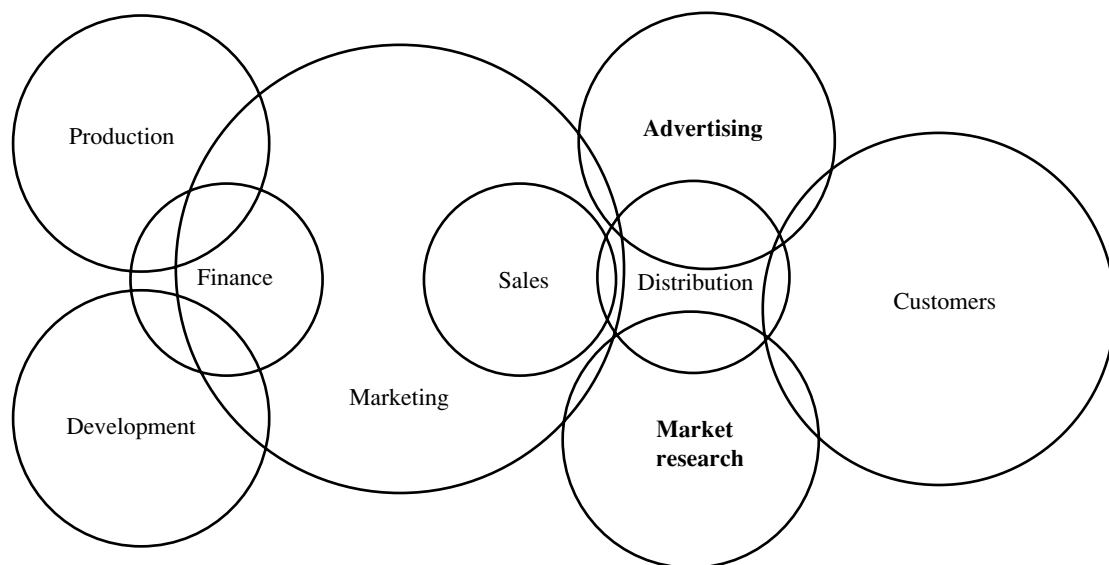 Production
Advertising
Finance
Sales
Distribution
Customers
Marketing
Development
Market
research